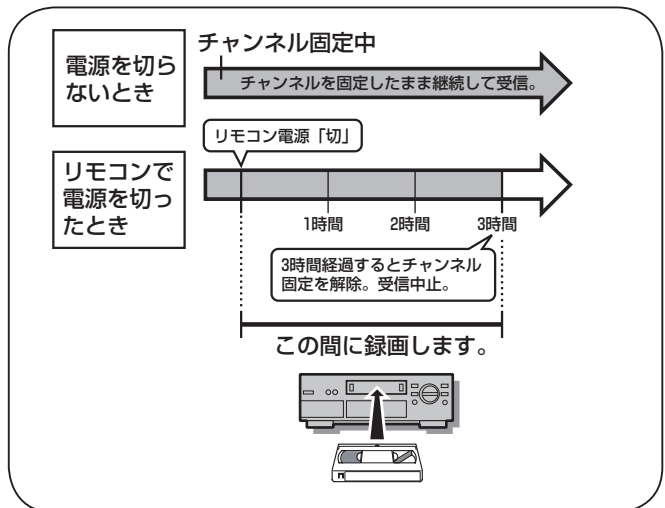 電源を切ら
ないとき
チャンネル固定中
チャンネルを固定したまま継続して受信。
リモコン電源「切」
リモコンで
電源を切っ
たとき
1時間 2時間 3時間
3時間経過するとチャンネル
固定を解除。受信中止。
この間に録画します。